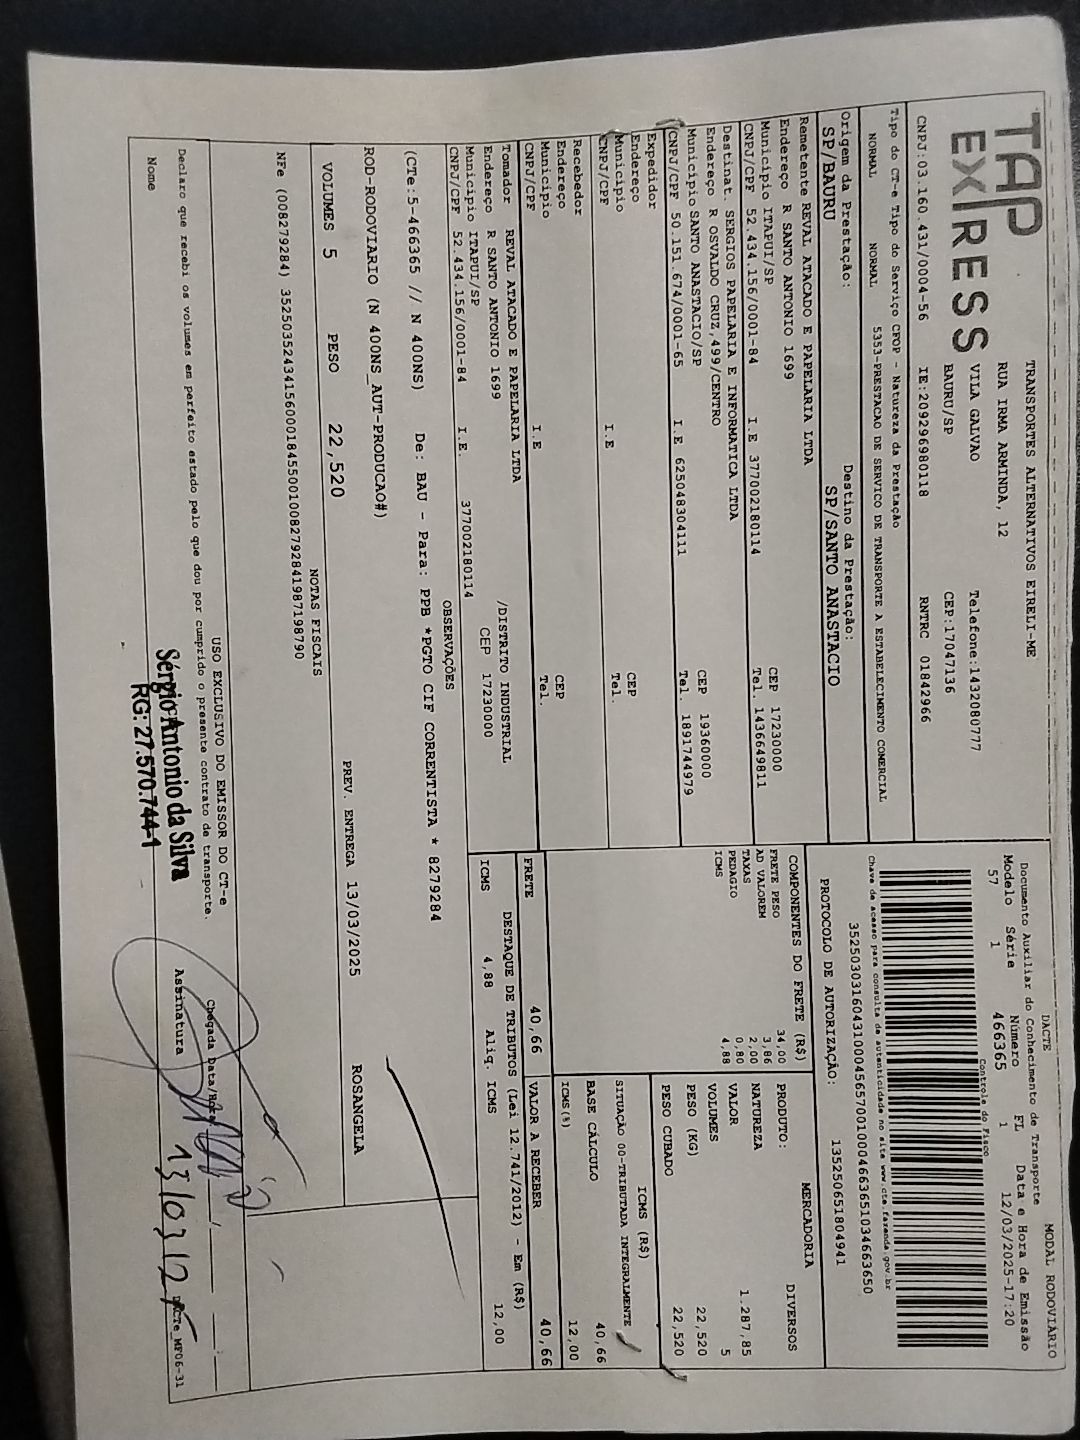 TAP
EXPRESS
TRANSPORTES ALTERNATIVOS EIRELI-ME
RUA IRMA ARMINDA, 12
Telefone:1432080777
VILA GALVAO
CEP:17047136
BAURU/SP
CNPJ:03.160.431/0004-56 IE:209296980118 RNTRC 01842966
Tipo do CT-e Tipo do Serviço CFOP - Natureza da Prestação
NORMAL NORMAL 5353-PRESTACAO DE SERVICO DE TRANSPORTE A ESTABELECIMENTO COMERCIAL
Origem da Prestação: Destino da Prestação:
SP/BAURU SP/SANTO ANASTACIO
DACTE MODAL RODOVIÁRIO
Documento Auxiliar do Conhecimento de Transporte
Modelo Série Número FL Data e Hora de Emissão
57 1 466365 1 12/03/2025-17:20
Controle do Fisco
Chave de acesso para consulta de autenticidade no site www.cte.fazenda.gov.br
35250303160431000456570010004663651034663650
PROTOCOLO DE AUTORIZAÇÃO: 135250651804941
Remetente REVAL ATACADO E PAPELARIA LTDA
Endereço R SANTO ANTONIO 1699
Município ITAPUI/SP CEP 17230000
CNPJ/CPF 52.434.156/0001-84 I.E 377002180114 Tel. 1436649811
Destinat. SERGIOS PAPELARIA E INFORMATICA LTDA
Endereço R OSVALDO CRUZ,499/CENTRO
Município SANTO ANASTACIO/SP CEP 19360000
CNPJ/CPF 50.151.674/0001-65 I.E 625048304111 Tel. 1891744979
Expedidor
Endereço
Município CEP
CNPJ/CPF I.E Tel.
Recebedor
Endereço
Município CEP
CNPJ/CPF I.E Tel.
Tomador REVAL ATACADO E PAPELARIA LTDA
Endereço R SANTO ANTONIO 1699 /DISTRITO INDUSTRIAL
Município ITAPUI/SP CEP 17230000
CNPJ/CPF 52.434.156/0001-84 I.E. 377002180114
COMPONENTES DO FRETE (R$)
FRETE PESO 34,00
AD VALOREM 3,86
TAXAS 2,00
PEDAGIO 0,80
ICMS 4,88
PRODUTO: MERCADORIA
NATUREZA DIVERSOS
VALOR 1.287,85
VOLUMES 5
PESO (KG) 22,520
PESO CUBADO 22,520
ICMS (R$)
SITUAÇÃO 00-TRIBUTADA INTEGRALMENTE
BASE CÁLCULO 40,66
ICMS(%) 12,00
FRETE 40,66 VALOR A RECEBER 40,66
DESTAQUE DE TRIBUTOS (Lei 12.741/2012) - Em (R$)
ICMS 4,88 Aliq. ICMS 12,00
OBSERVAÇÕES
(CTe:5-466365 // N 400NS) De: BAU - Para: PPB *PGTO CIF CORRENTISTA * 8279284
ROD-RODOVIARIO (N 400NS_AUT-PRODUCAO#)
VOLUMES 5 PESO 22,520 PREV. ENTREGA 13/03/2025 ROSANGELA
NOTAS FISCAIS
NFe (008279284) 35250352434156000184550010082792841987198790
USO EXCLUSIVO DO EMISSOR DO CT-e
Declaro que recebi os volumes em perfeito estado pelo que dou por cumprido o presente contrato de transporte.
Chegada Data/Hora
Nome Assinatura
Sérgio Antonio da Silva
RG: 27.570.744-1
13/03/25
DACTe_MF06-31